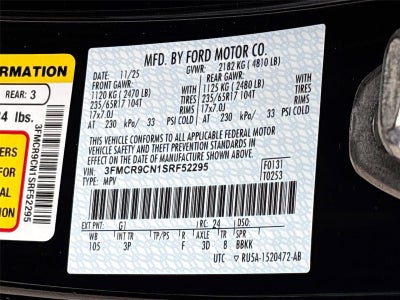 MFD. BY FORD MOTOR CO.
DATE: 11/25 GVWR: 2182 KG ( 4810 LB)
FRONT GAWR: REAR GAWR:
1120 KG ( 2470 LB) WITH 1125 KG ( 2480 LB) WITH
235/65R17 104T TIRES 235/65R17 104T TIRES
17x7.0J RIMS 17x7.0J RIMS
AT 230 kPa/ 33 PSI COLD AT 230 kPa/ 33 PSI COLD
THIS VEHICLE CONFORMS TO ALL APPLICABLE FEDERAL MOTOR
VEHICLE SAFETY AND THEFT PREVENTION STANDARDS IN EFFECT
ON THE DATE OF MANUFACTURE SHOWN ABOVE.
VIN: 3FMCR9CN1SRF52295 F0131
TYPE: MPV T0253
EXT PNT: G1 RC: 24 DSO:
WB INT TR TP/PS R AXLE TR SPR
105 3P F 3D 8 BBKK
UTC RU5A-1520472-AB
ORMATION
REAR: 3
lbs.
3FMCR9CN1SRF52295